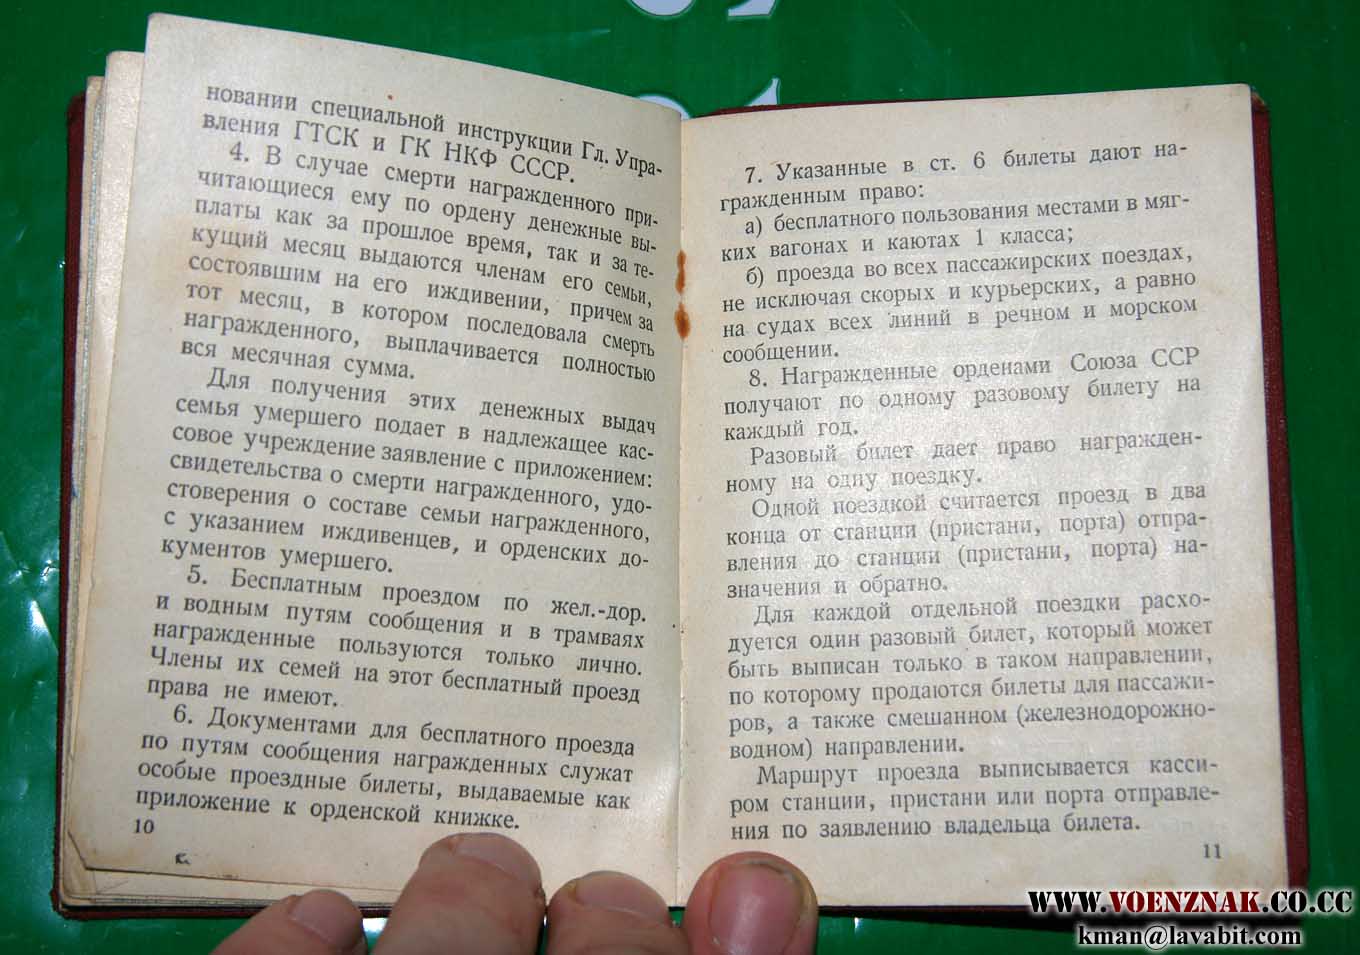 новании специальной инструкции Гл. Упра-
вления ГТСК и ГК НКФ СССР.
4. В случае смерти награжденного при-
читающиеся ему по ордену денежные вы-
платы как за прошлое время, так и за те-
кущий месяц выдаются членам его семьи,
состоявшим на его иждивении, причем за
тот месяц, в котором последовала смерть
награжденного, выплачивается полностью
вся месячная сумма.
Для получения этих денежных выдач
семья умершего подает в надлежащее кас-
совое учреждение заявление с приложением:
свидетельства о смерти награжденного, удо-
стоверения о составе семьи награжденного,
с указанием иждивенцев, и орденских до-
кументов умершего.
5. Бесплатным проездом по жел.-дор.
и водным путям сообщения и в трамваях
награжденные пользуются только лично.
Члены их семей на этот бесплатный проезд
права не имеют.
6. Документами для бесплатного проезда
по путям сообщения награжденных служат
особые проездные билеты, выдаваемые как
приложение к орденской книжке.
10
7. Указанные в ст. 6 билеты дают на-
гражденным право:
а) бесплатного пользования местами в мяг-
ких вагонах и каютах 1 класса;
б) проезда во всех пассажирских поездах,
не исключая скорых и курьерских, а равно
на судах всех линий в речном и морском
сообщении.
8. Награжденные орденами Союза ССР
получают по одному разовому билету на
каждый год.
Разовый билет дает право награжден-
ному на одну поездку.
Одной поездкой считается проезд в два
конца от станции (пристани, порта) отпра-
вления до станции (пристани, порта) на-
значения и обратно.
Для каждой отдельной поездки расхо-
дуется один разовый билет, который может
быть выписан только в таком направлении,
по которому продаются билеты для пассажи-
ров, а также смешанном (железнодорожно-
водном) направлении.
Маршрут проезда выписывается касси-
ром станции, пристани или порта отправле-
ния по заявлению владельца билета.
11
WWW.VOENZNAK.CO.CC
kman@lavabit.com